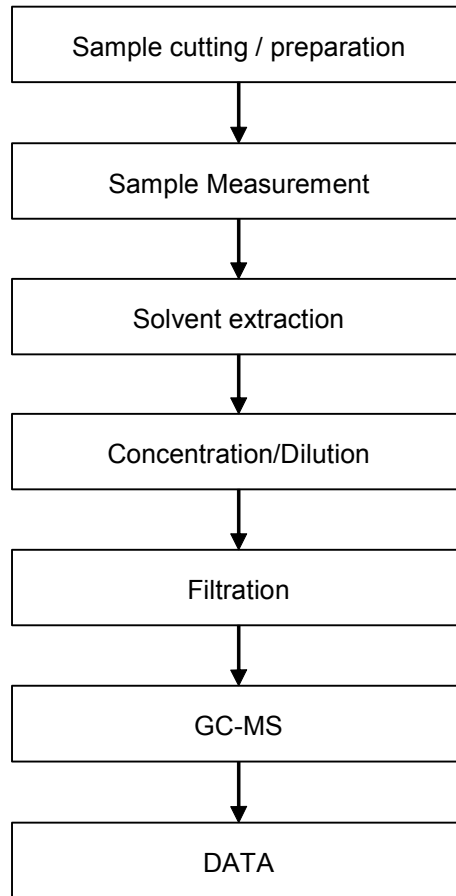 Sample cutting / preparation
Sample Measurement
Solvent extraction
Concentration/Dilution
Filtration
GC-MS
DATA